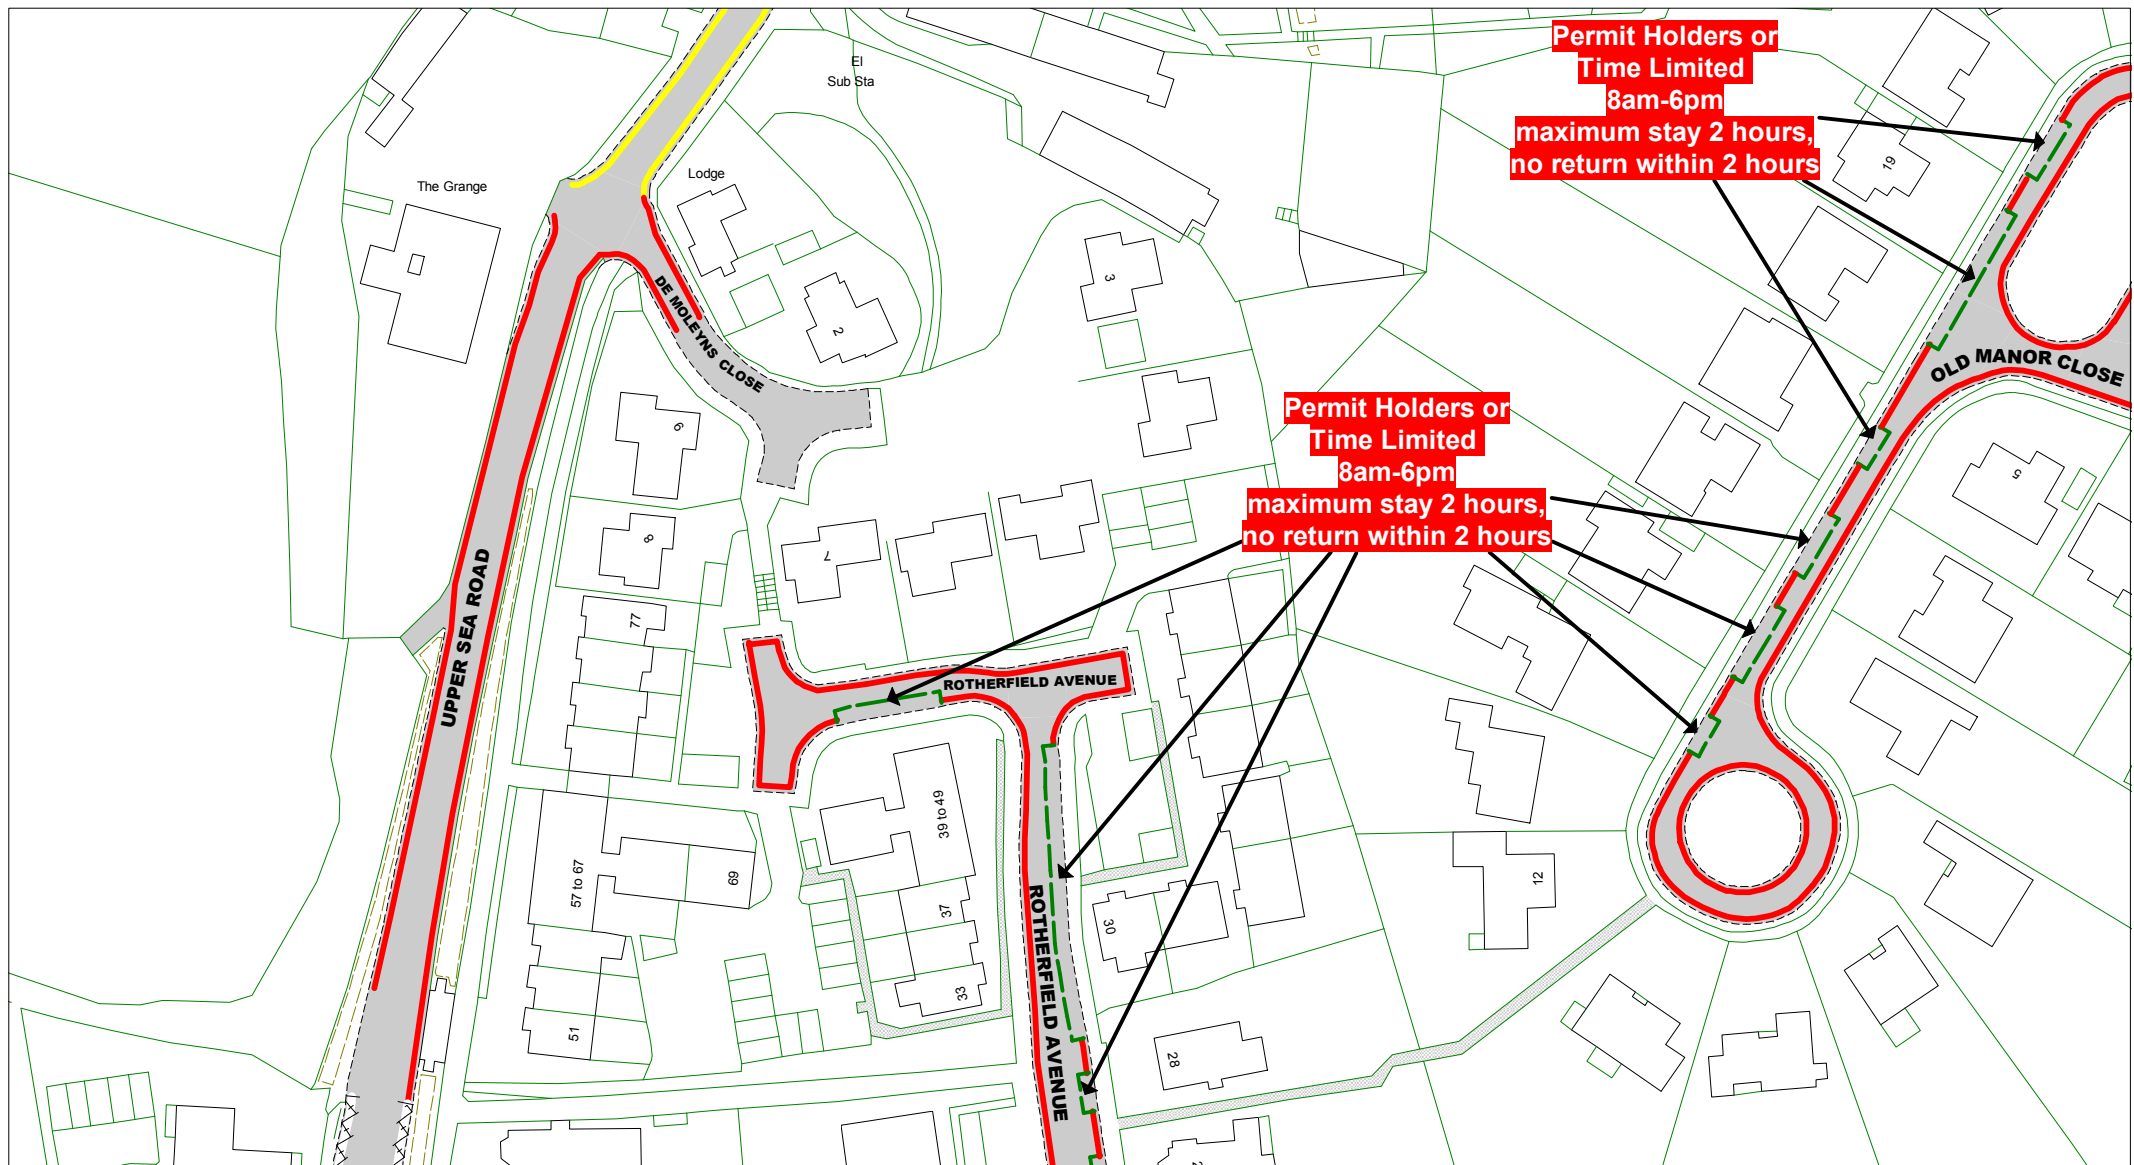 Permit Holders or
Time Limited
8am-6pm
maximum stay 2 hours,
no return within 2 hours
El
Sub Sta
Lodge
The Grange
19
3
2
DE MOLEYNS CLOSE
OLD MANOR CLOSE
Permit Holders or
Time Limited
8am-6pm
maximum stay 2 hours,
no return within 2 hours
9
5
8
7
77
UPPER SEA ROAD
ROTHERFIELD AVENUE
39 to 49
57 to 67
69
12
37
30
ROTHERFIELD AVENUE
33
51
28